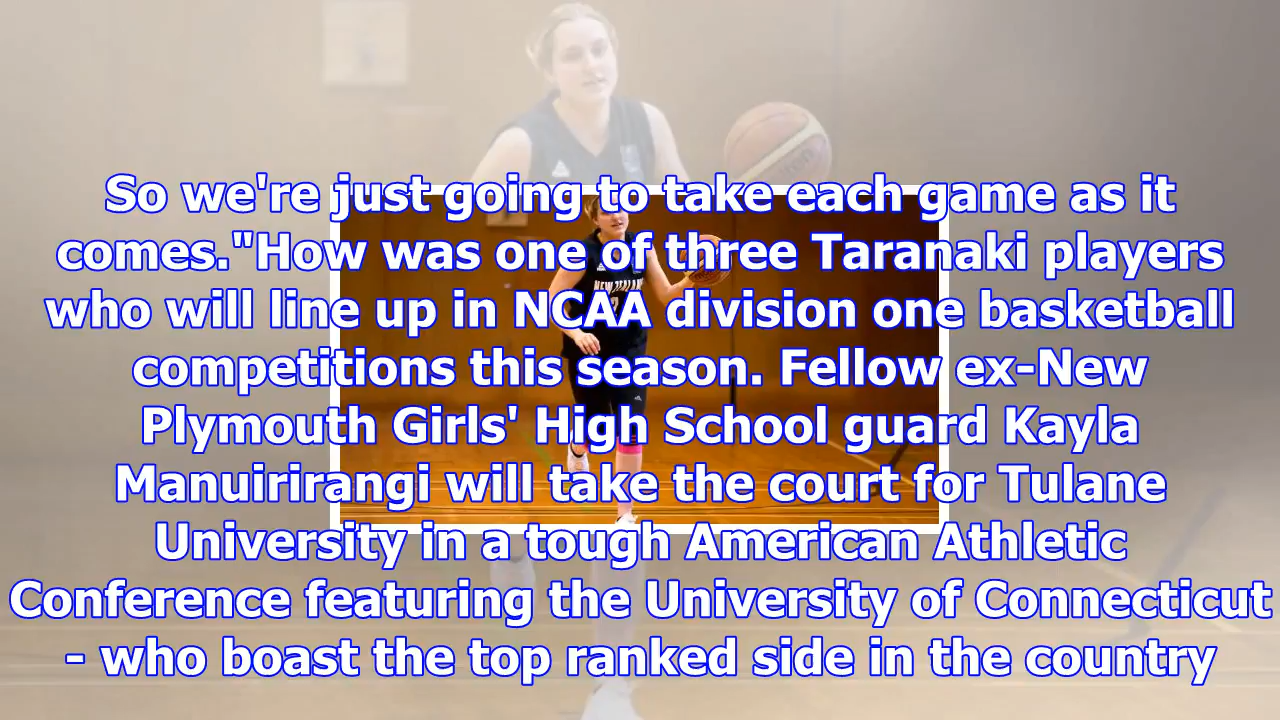 So we're just going to take each game as it
comes."How was one of three Taranaki players
who will line up in NCAA division one basketball
competitions this season. Fellow ex-New
Plymouth Girls' High School guard Kayla
Manuirirangi will take the court for Tulane
University in a tough American Athletic
Conference featuring the University of Connecticut
- who boast the top ranked side in the country